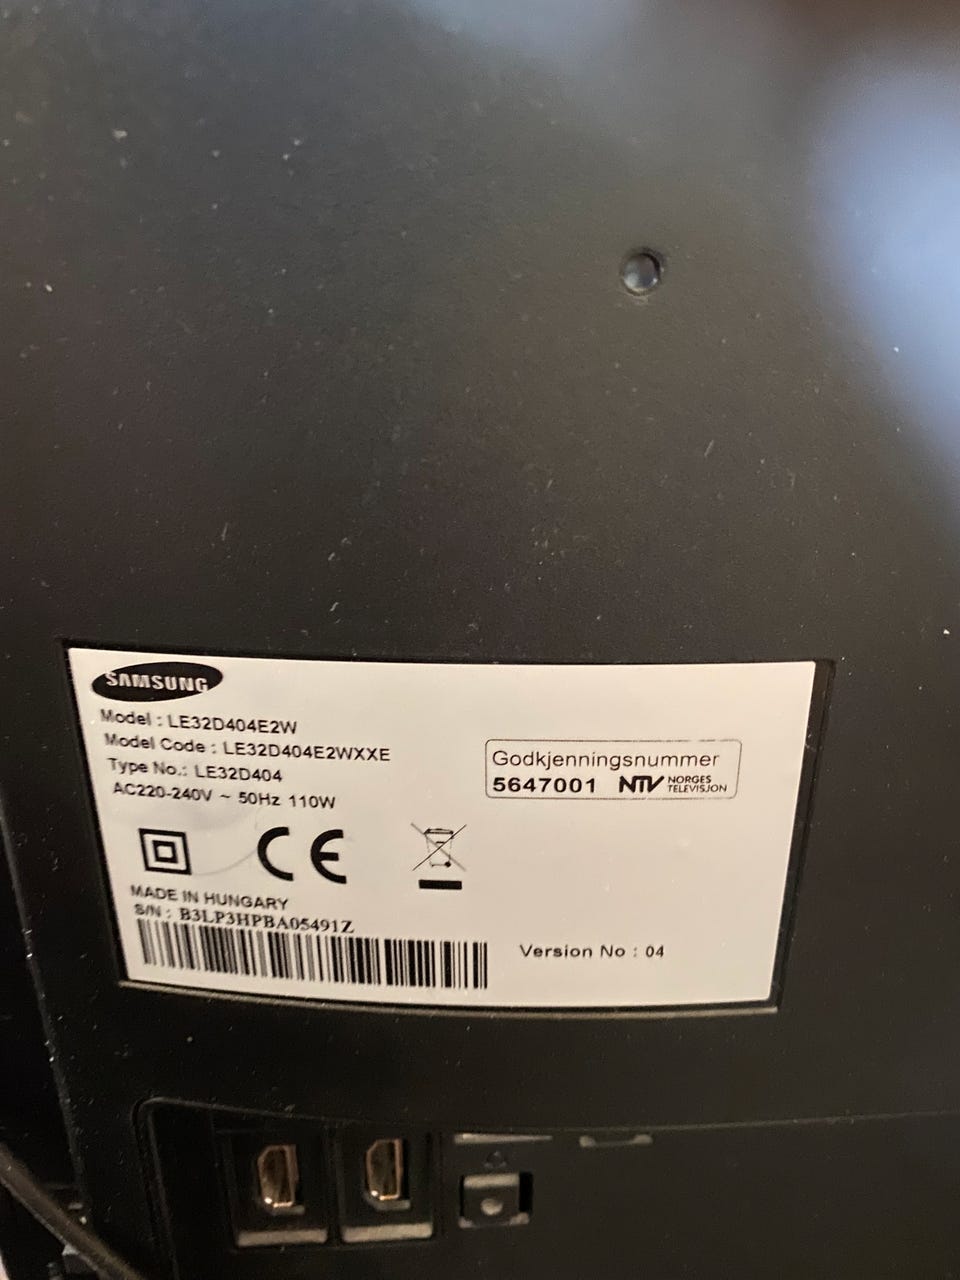 SAMSUNG
Model : LE32D404E2W
Model Code : LE32D404E2WXXE
Type No.: LE32D404
AC220-240V ~ 50Hz 110W
Godkjenningsnummer
5647001 NTV NORGES TELEVISJON
CE
MADE IN HUNGARY
S/N : B3LP3HPBA05491Z
Version No : 04